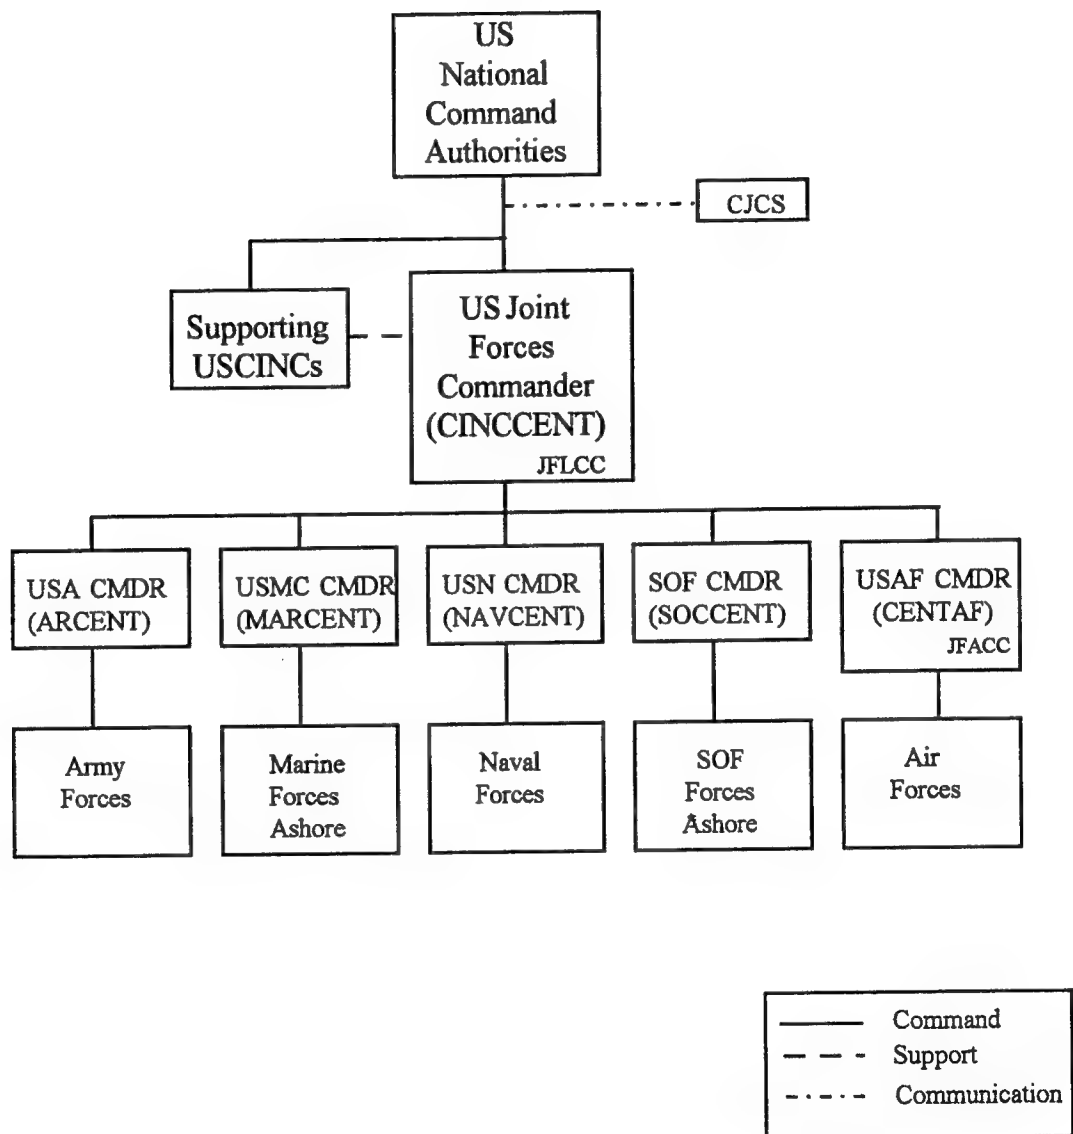 US
National
Command
Authorities
CJCS
Supporting
USCINCs
US Joint
Forces
Commander
(CINCCENT)
JFLCC
USA CMDR
(ARCENT)
USMC CMDR
(MARCENT)
USN CMDR
(NAVCENT)
SOF CMDR
(SOCCENT)
USAF CMDR
(CENTAF)
JFACC
Army
Forces
Marine
Forces
Ashore
Naval
Forces
SOF
Forces
Ashore
Air
Forces
Command
Support
Communication